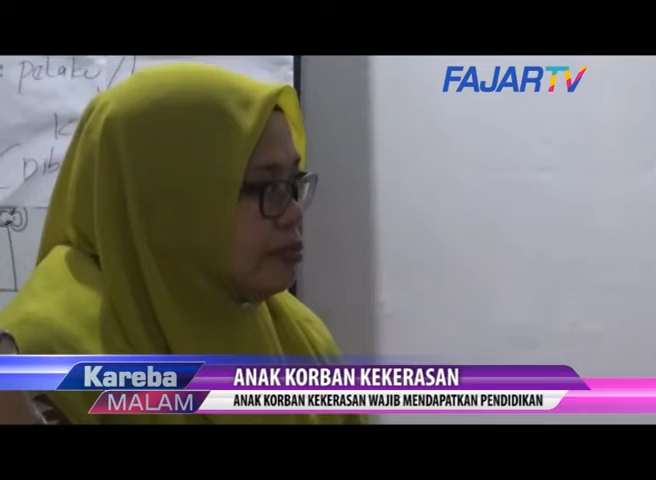 pelaku/
FAJARTV
Kareba
MALAM
ANAK KORBAN KEKERASAN
ANAK KORBAN KEKERASAN WAJIB MENDAPATKAN PENDIDIKAN